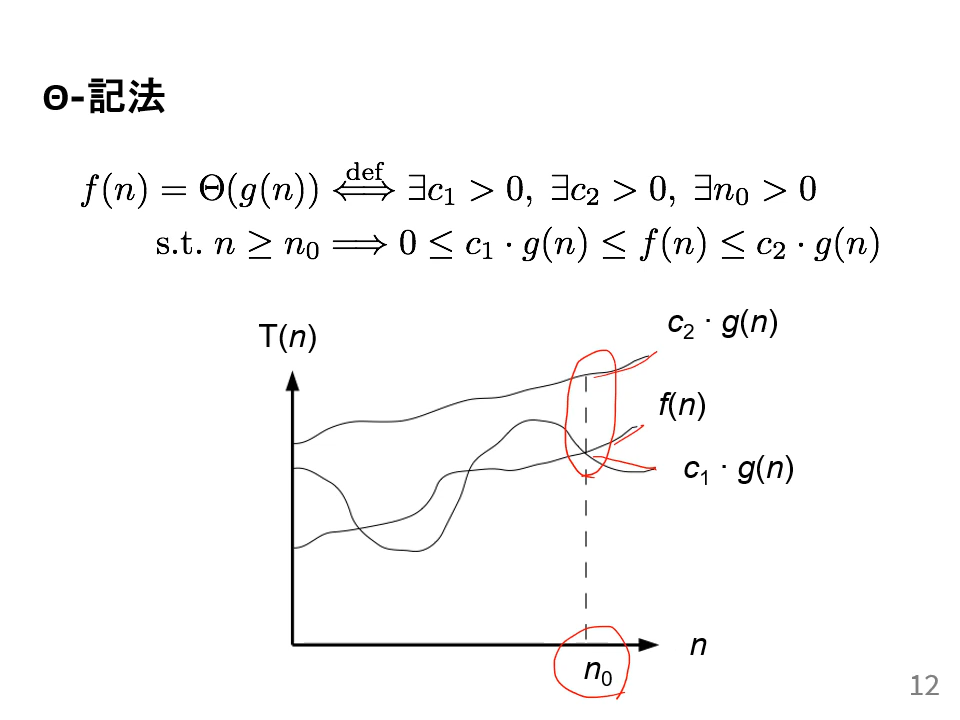 Θ-記法
f(n) = Θ(g(n)) ⟺ def ∃c₁ > 0, ∃c₂ > 0, ∃n₀ > 0
s.t. n ≥ n₀ ⟹ 0 ≤ c₁ · g(n) ≤ f(n) ≤ c₂ · g(n)
c₂ · g(n)
T(n)
f(n)
c₁ · g(n)
n
n₀
12